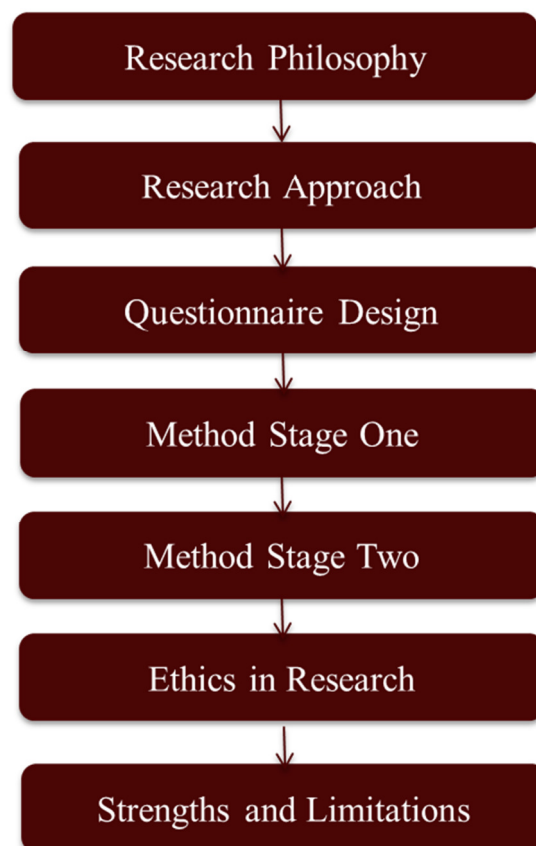 Research Philosophy
Research Approach
Questionnaire Design
Method Stage One
Method Stage Two
Ethics in Research
Strengths and Limitations